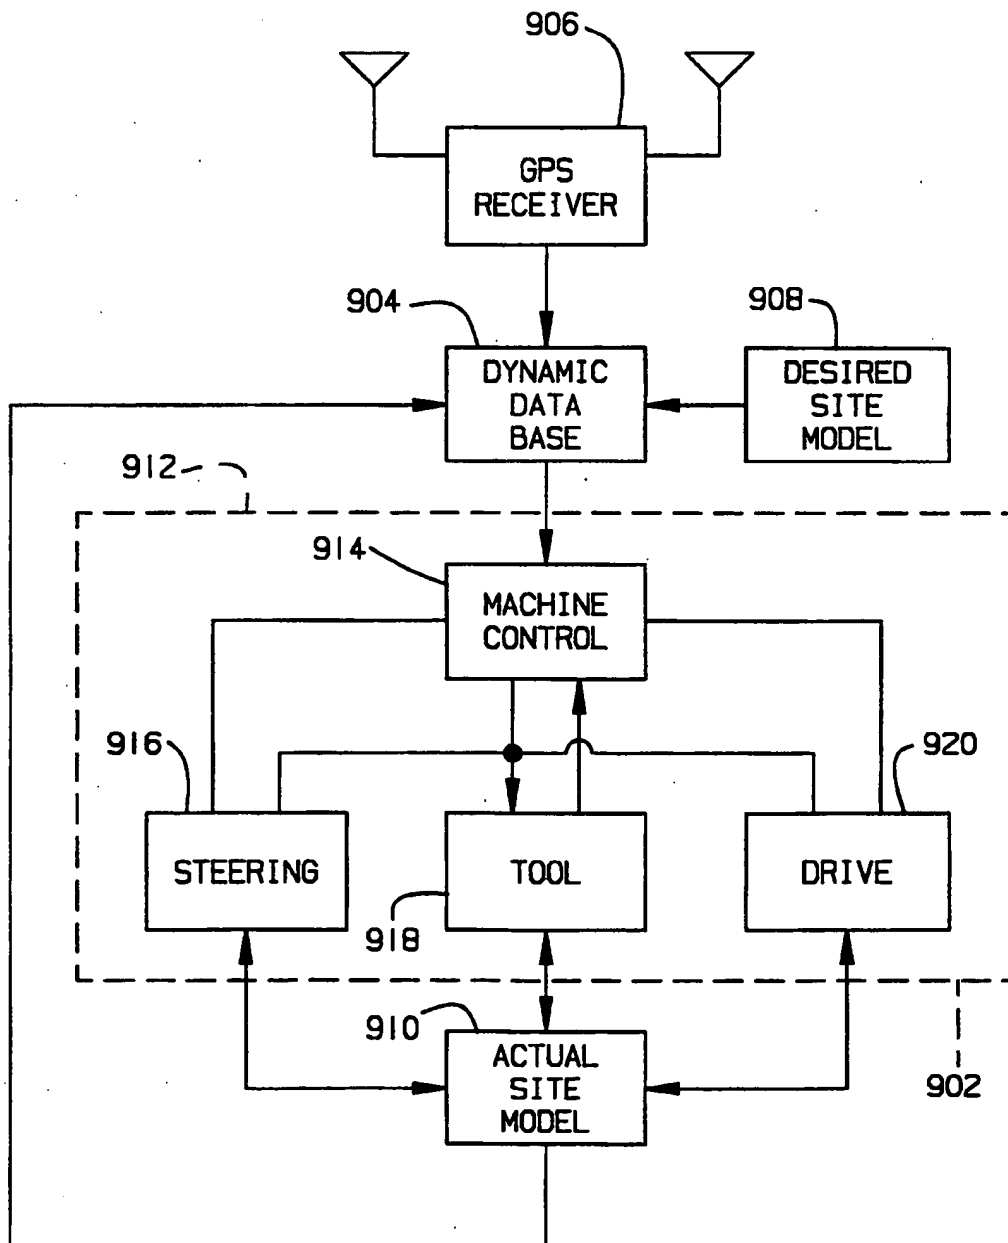 906
GPS
RECEIVER
904
908
DYNAMIC
DATA
BASE
DESIRED
SITE
MODEL
912
914
MACHINE
CONTROL
916
920
STEERING
TOOL
DRIVE
918
910
ACTUAL
SITE
MODEL
902